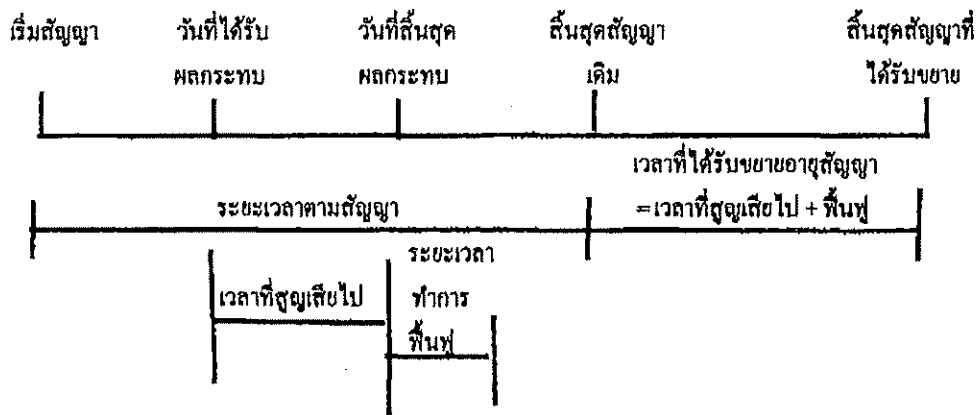 เริ่มสัญญา วันที่ได้รับ วันที่สิ้นสุด สิ้นสุดสัญญา สิ้นสุดสัญญาที่
ผลกระทบ ผลกระทบ เดิม ได้รับขยาย
เวลาที่ได้รับขยายอายุสัญญา
ระยะเวลาตามสัญญา =เวลาที่สูญเสียไป + ฟื้นฟู
ระยะเวลา
เวลาที่สูญเสียไป ทำการ
ฟื้นฟู